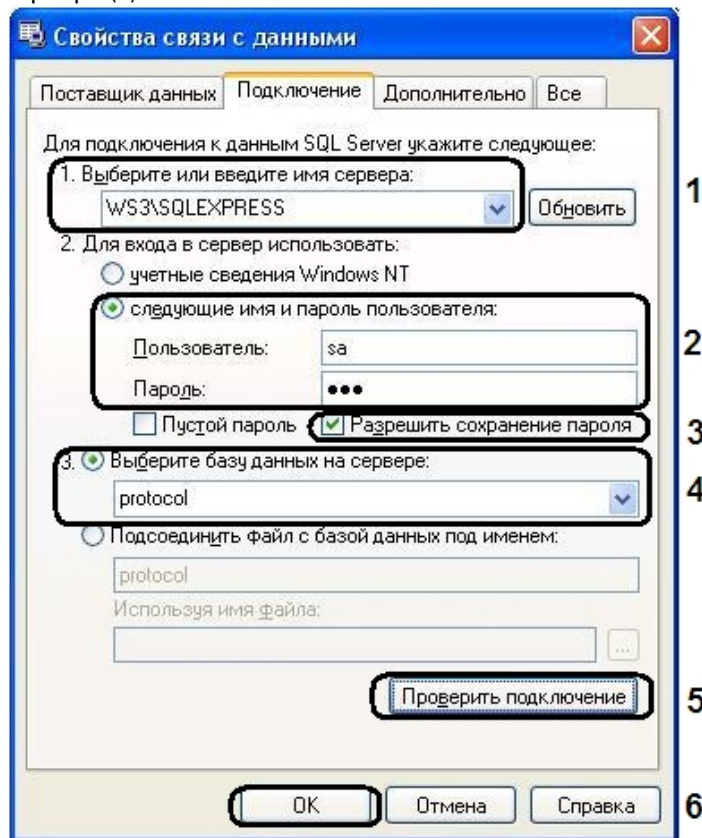 Свойства связи с данными
Поставщик данных Подключение Дополнительно Все
Для подключения к данным SQL Server укажите следующее:
1. Выберите или введите имя сервера:
WS3\SQLEXPRESS Обновить
1
2. Для входа в сервер использовать:
учетные сведения Windows NT
следующие имя и пароль пользователя:
Пользователь: sa
2
Пароль: •••
Пустой пароль Разрешить сохранение пароля
3
3. Выберите базу данных на сервере:
protocol
4
Подсоединить файл с базой данных под именем:
protocol
Используя имя файла:
...
Проверить подключение
5
OK Отмена Справка
6